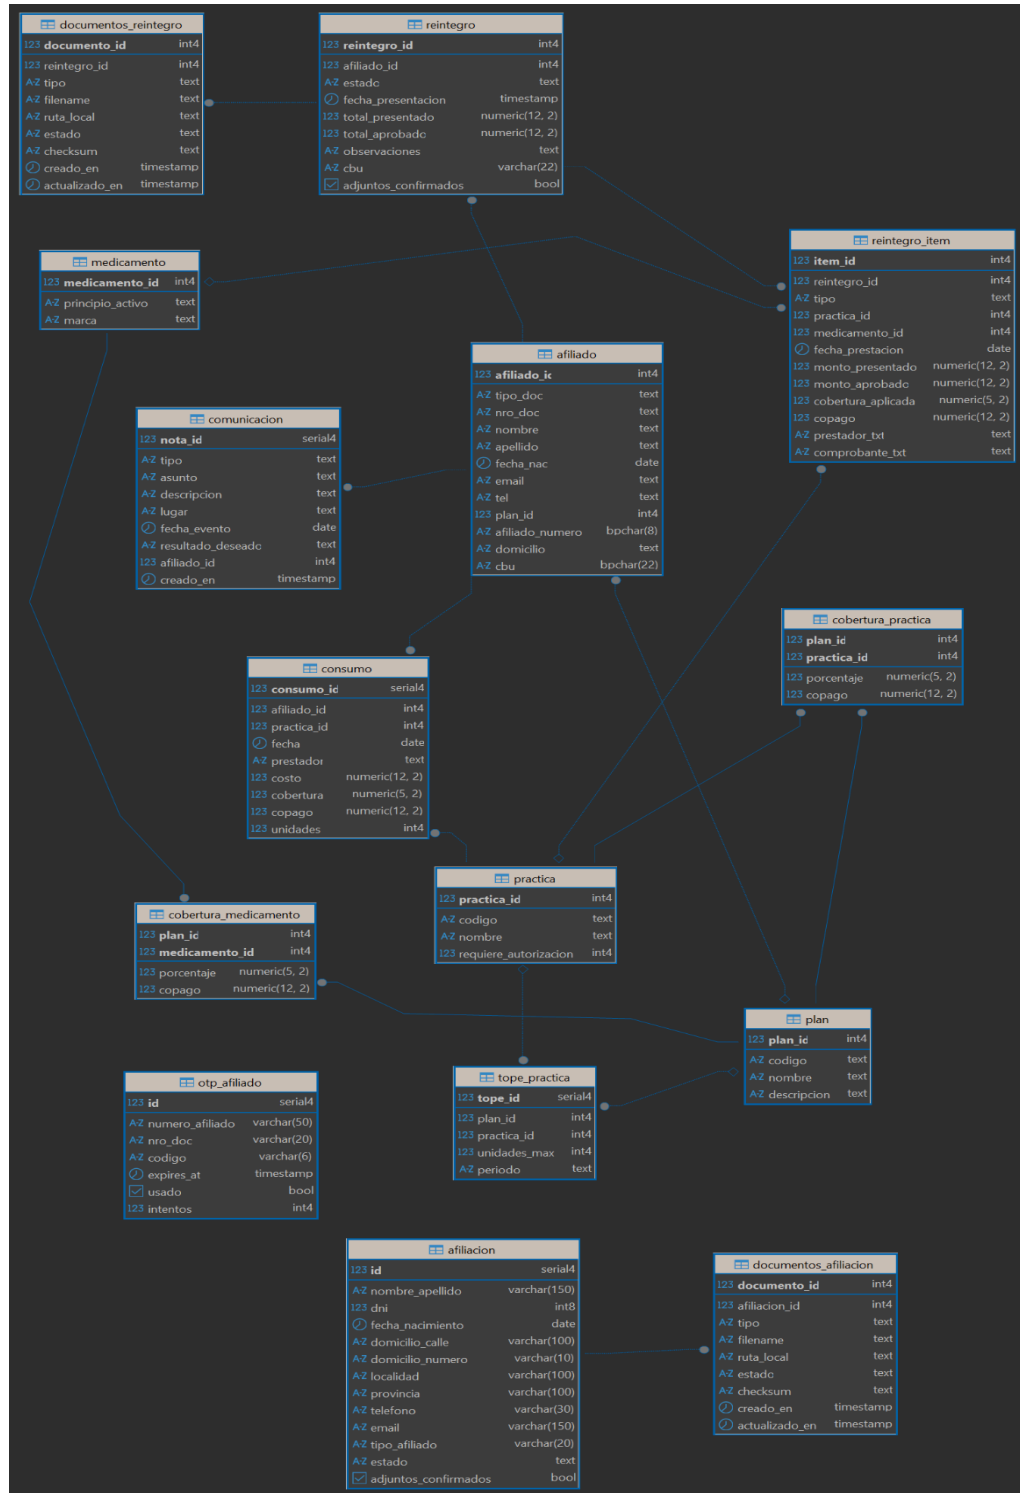 documentos_reintegro
123 documento_id int4
123 reintegro_id int4
A-Z tipo text
A-Z filename text
A-Z ruta_local text
A-Z estado text
A-Z checksum text
creado_en timestamp
actualizado_en timestamp
reintegro
123 reintegro_id int4
123 afiliado_id int4
A-Z estado text
fecha_presentacion timestamp
123 total_presentado numeric(12, 2)
123 total_aprobado numeric(12, 2)
A-Z observaciones text
A-Z cbu varchar(22)
adjuntos_confirmados bool
reintegro_item
123 item_id int4
123 reintegro_id int4
A-Z tipo text
123 practica_id int4
123 medicamento_id int4
fecha_prestacion date
123 monto_presentado numeric(12, 2)
123 monto_aprobado numeric(12, 2)
123 cobertura_aplicada numeric(5, 2)
123 copago numeric(12, 2)
A-Z prestador_txt text
A-Z comprobante_txt text
medicamento
123 medicamento_id int4
A-Z principio_activo text
A-Z marca text
afiliado
123 afiliado_id int4
A-Z tipo_doc text
A-Z nro_doc text
A-Z nombre text
A-Z apellido text
fecha_nac date
A-Z email text
A-Z tel text
123 plan_id int4
A-Z afiliado_numero bpchar(8)
A-Z domicilio text
A-Z cbu bpchar(22)
comunicacion
123 nota_id serial4
A-Z tipo text
A-Z asunto text
A-Z descripcion text
A-Z lugar text
fecha_evento date
A-Z resultado_deseado text
123 afiliado_id int4
creado_en timestamp
cobertura_practica
123 plan_id int4
123 practica_id int4
123 porcentaje numeric(5, 2)
123 copago numeric(12, 2)
consumo
123 consumo_id serial4
123 afiliado_id int4
123 practica_id int4
fecha date
A-Z prestador text
123 costo numeric(12, 2)
123 cobertura numeric(5, 2)
123 copago numeric(12, 2)
123 unidades int4
practica
123 practica_id int4
A-Z codigo text
A-Z nombre text
123 requiere_autorizacion int4
cobertura_medicamento
123 plan_id int4
123 medicamento_id int4
123 porcentaje numeric(5, 2)
123 copago numeric(12, 2)
plan
123 plan_id int4
A-Z codigo text
A-Z nombre text
A-Z descripcion text
otp_afiliado
123 id serial4
A-Z numero_afiliado varchar(50)
A-Z nro_doc varchar(20)
A-Z codigo varchar(6)
expires_at timestamp
usado bool
123 intentos int4
tope_practica
123 tope_id serial4
123 plan_id int4
123 practica_id int4
123 unidades_max int4
A-Z periodo text
afiliacion
123 id serial4
A-Z nombre_apellido varchar(150)
123 dni int8
fecha_nacimiento date
A-Z domicilio_calle varchar(100)
A-Z domicilio_numero varchar(10)
A-Z localidad varchar(100)
A-Z provincia varchar(100)
A-Z telefono varchar(30)
A-Z email varchar(150)
A-Z tipo_afiliado varchar(20)
A-Z estado text
adjuntos_confirmados bool
documentos_afiliacion
123 documento_id int4
123 afiliacion_id int4
A-Z tipo text
A-Z filename text
A-Z ruta_local text
A-Z estado text
A-Z checksum text
creado_en timestamp
actualizado_en timestamp